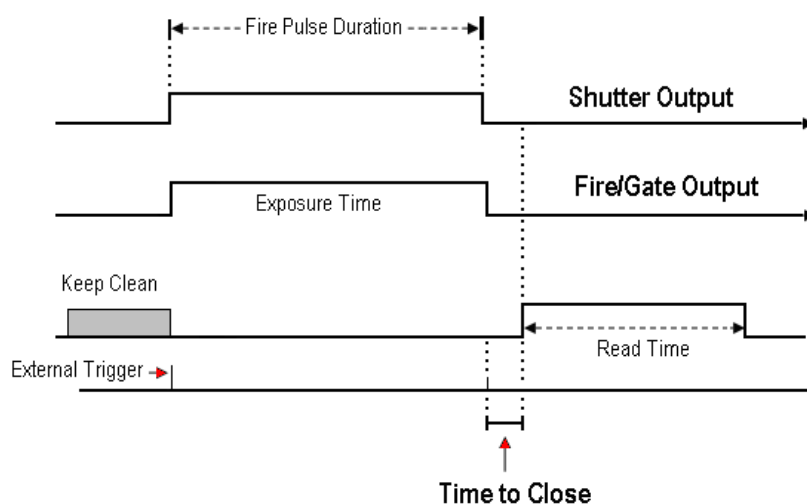 Fire Pulse Duration
Shutter Output
Fire/Gate Output
Exposure Time
Keep Clean
Read Time
External Trigger
Time to Close